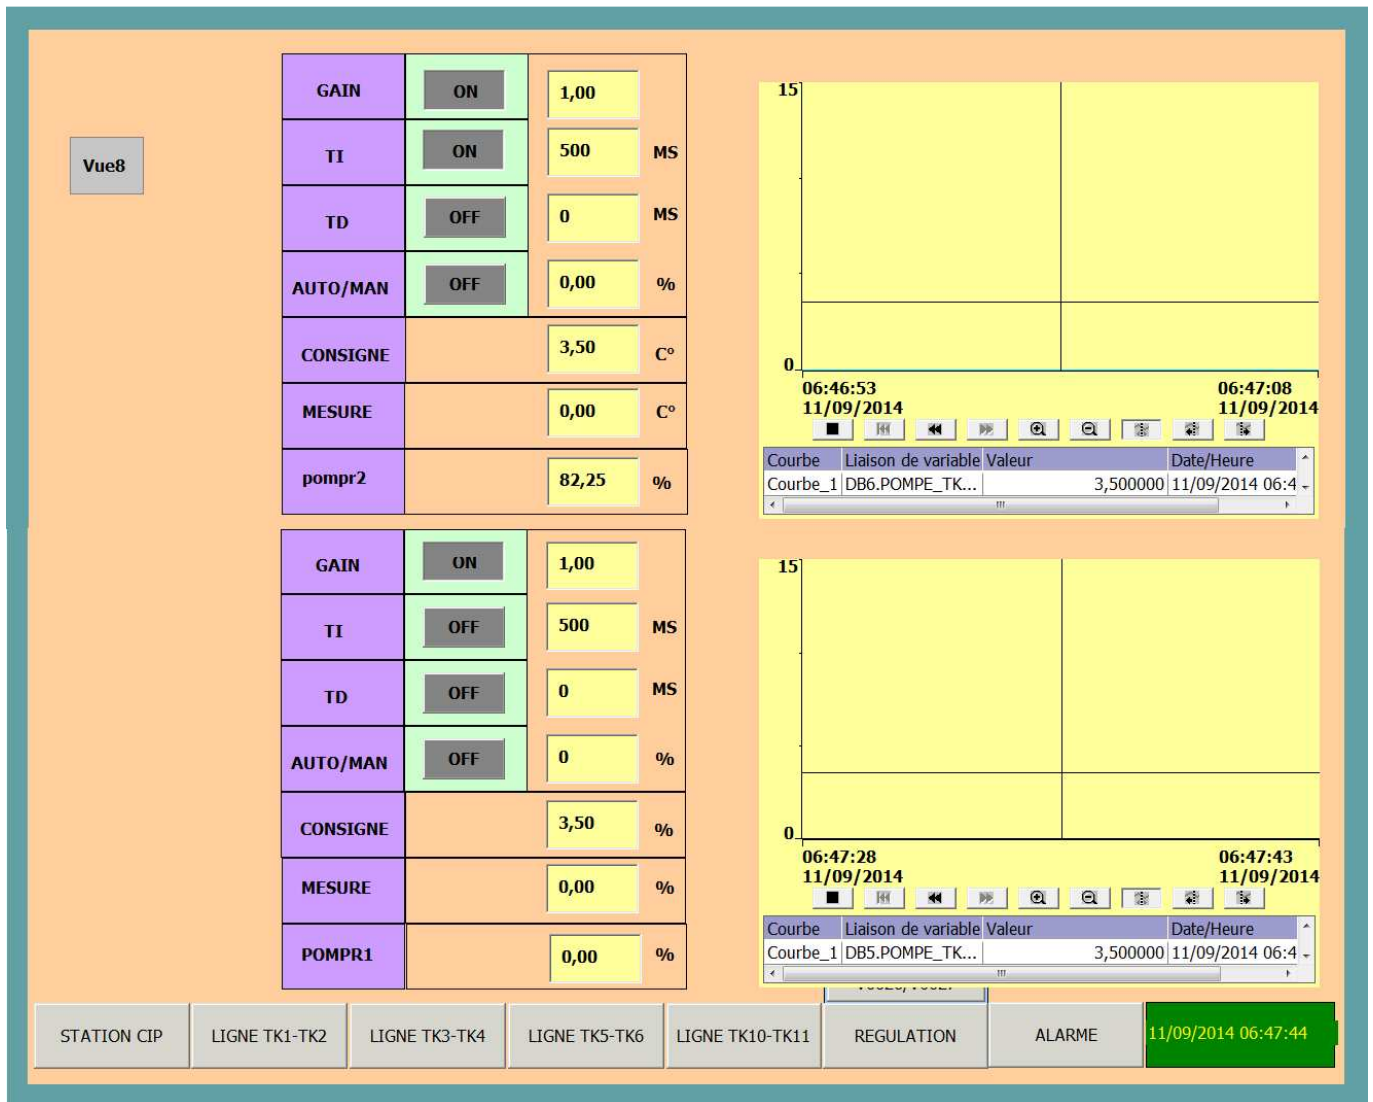 Vue8
GAIN ON 1,00
TI ON 500 MS
TD OFF 0 MS
AUTO/MAN OFF 0,00 %
CONSIGNE 3,50 C°
MESURE 0,00 C°
pompr2 82,25 %
15
0
06:46:53 06:47:08
11/09/2014 11/09/2014
Courbe Liaison de variable Valeur Date/Heure
Courbe_1 DB6.POMPE_TK... 3,500000 11/09/2014 06:4
GAIN ON 1,00
TI OFF 500 MS
TD OFF 0 MS
AUTO/MAN OFF 0 %
CONSIGNE 3,50 %
MESURE 0,00 %
POMPR1 0,00 %
15
0
06:47:28 06:47:43
11/09/2014 11/09/2014
Courbe Liaison de variable Valeur Date/Heure
Courbe_1 DB5.POMPE_TK... 3,500000 11/09/2014 06:4
STATION CIP LIGNE TK1-TK2 LIGNE TK3-TK4 LIGNE TK5-TK6 LIGNE TK10-TK11 REGULATION ALARME 11/09/2014 06:47:44